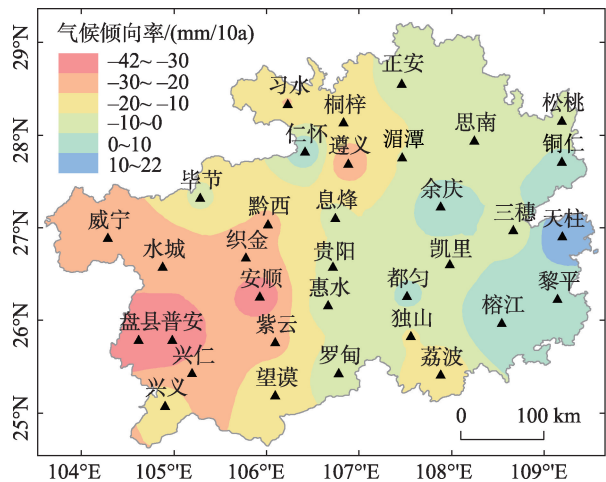 气候倾向率/(mm/10a)
–42~ –30
–30~ –20
–20~ –10
–10~0
0~10
10~22
29°N
28°N
27°N
26°N
25°N
正安
习水
桐梓
松桃
思南
仁怀
遵义
湄潭
铜仁
毕节
余庆
息烽
黔西
三穗
天柱
威宁
织金
水城
贵阳
凯里
安顺
惠水
都匀
黎平
榕江
盘县
普安
紫云
独山
兴仁
罗甸
荔波
望谟
兴义
0 100 km
104°E 105°E 106°E 107°E 108°E 109°E